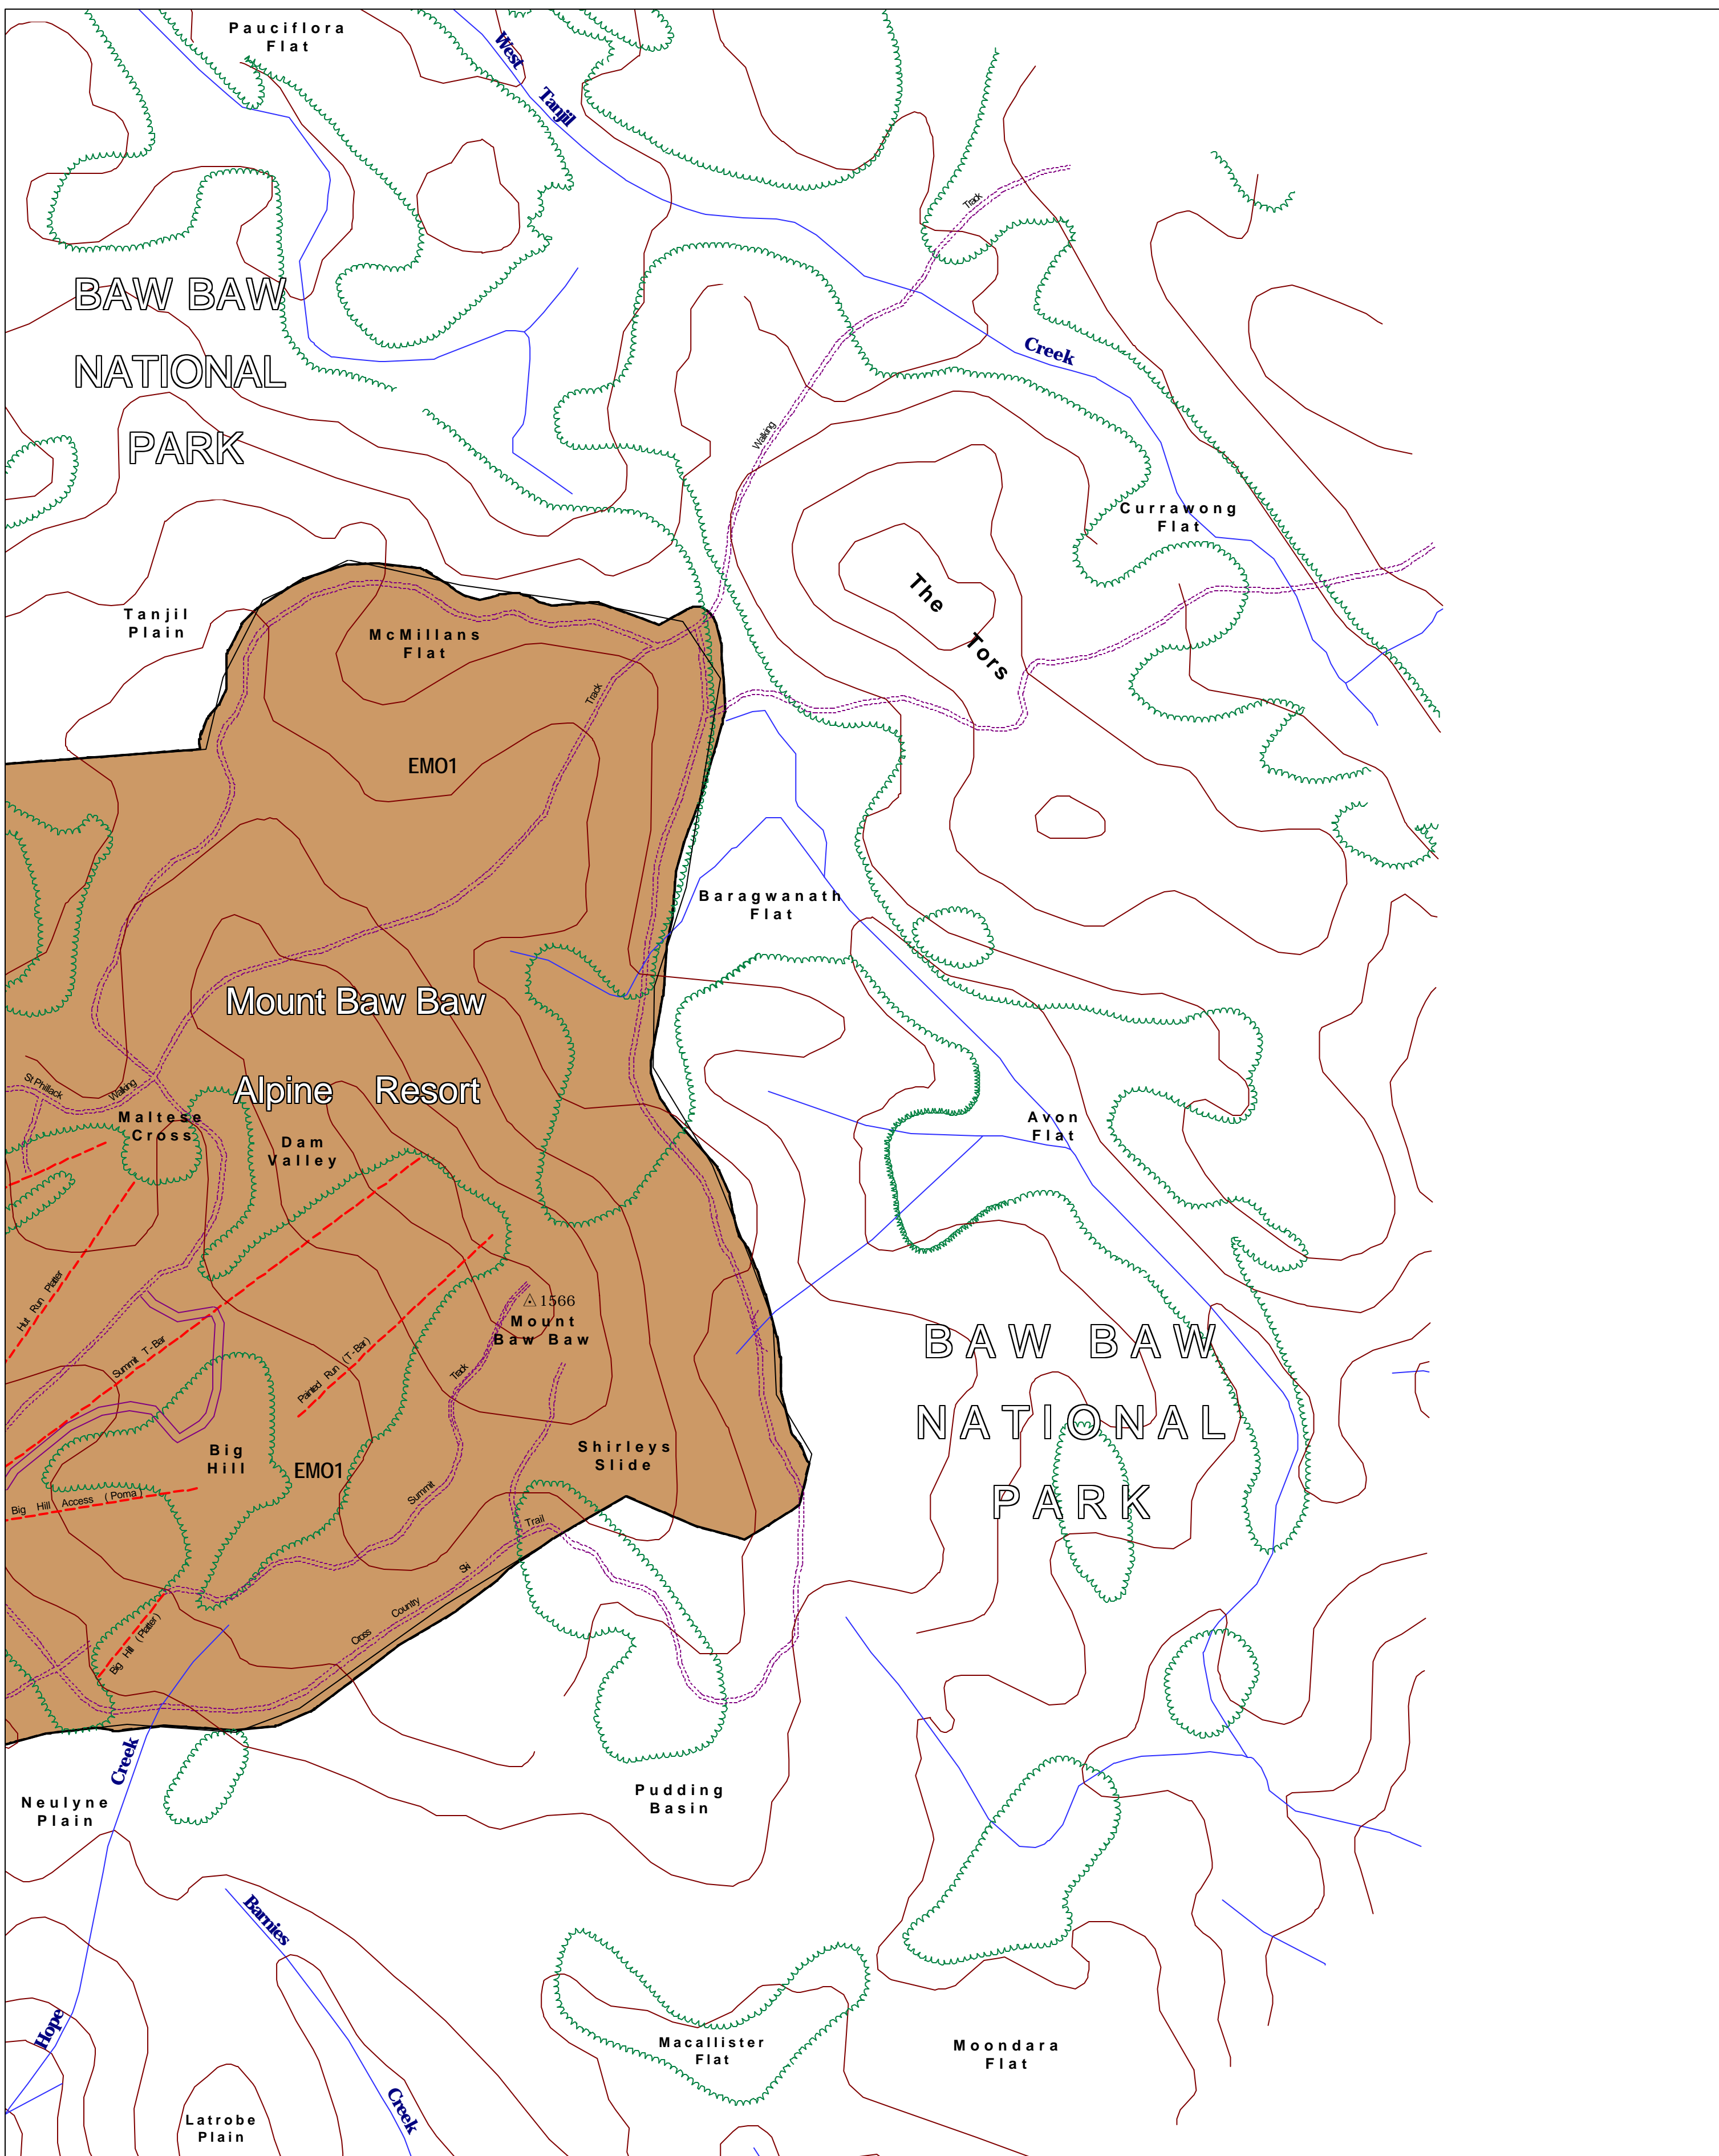 Pauciflora
Flat
West
Tanjil
Creek
Track
Walking
BAW BAW
NATIONAL
PARK
Currawong
Flat
The
Tors
Tanjil
Plain
McMillans
Flat
Track
EMO1
Baragwanath
Flat
Mount Baw Baw
Alpine Resort
St Phillack
Walking
Maltese
Cross
Dam
Valley
Avon
Flat
Hut Run Platter
Summit T-Bar
Painted Run (T-Bar)
1566
Mount
Baw Baw
Track
BAW BAW
NATIONAL
PARK
Big
Hill
EMO1
Shirleys
Slide
Summit
Big Hill Access (Poma)
Trail
Ski
Country
Cross
Big Hill (Platter)
Creek
Neulyne
Plain
Pudding
Basin
Barnies
Hope
Macallister
Flat
Moondara
Flat
Creek
Latrobe
Plain